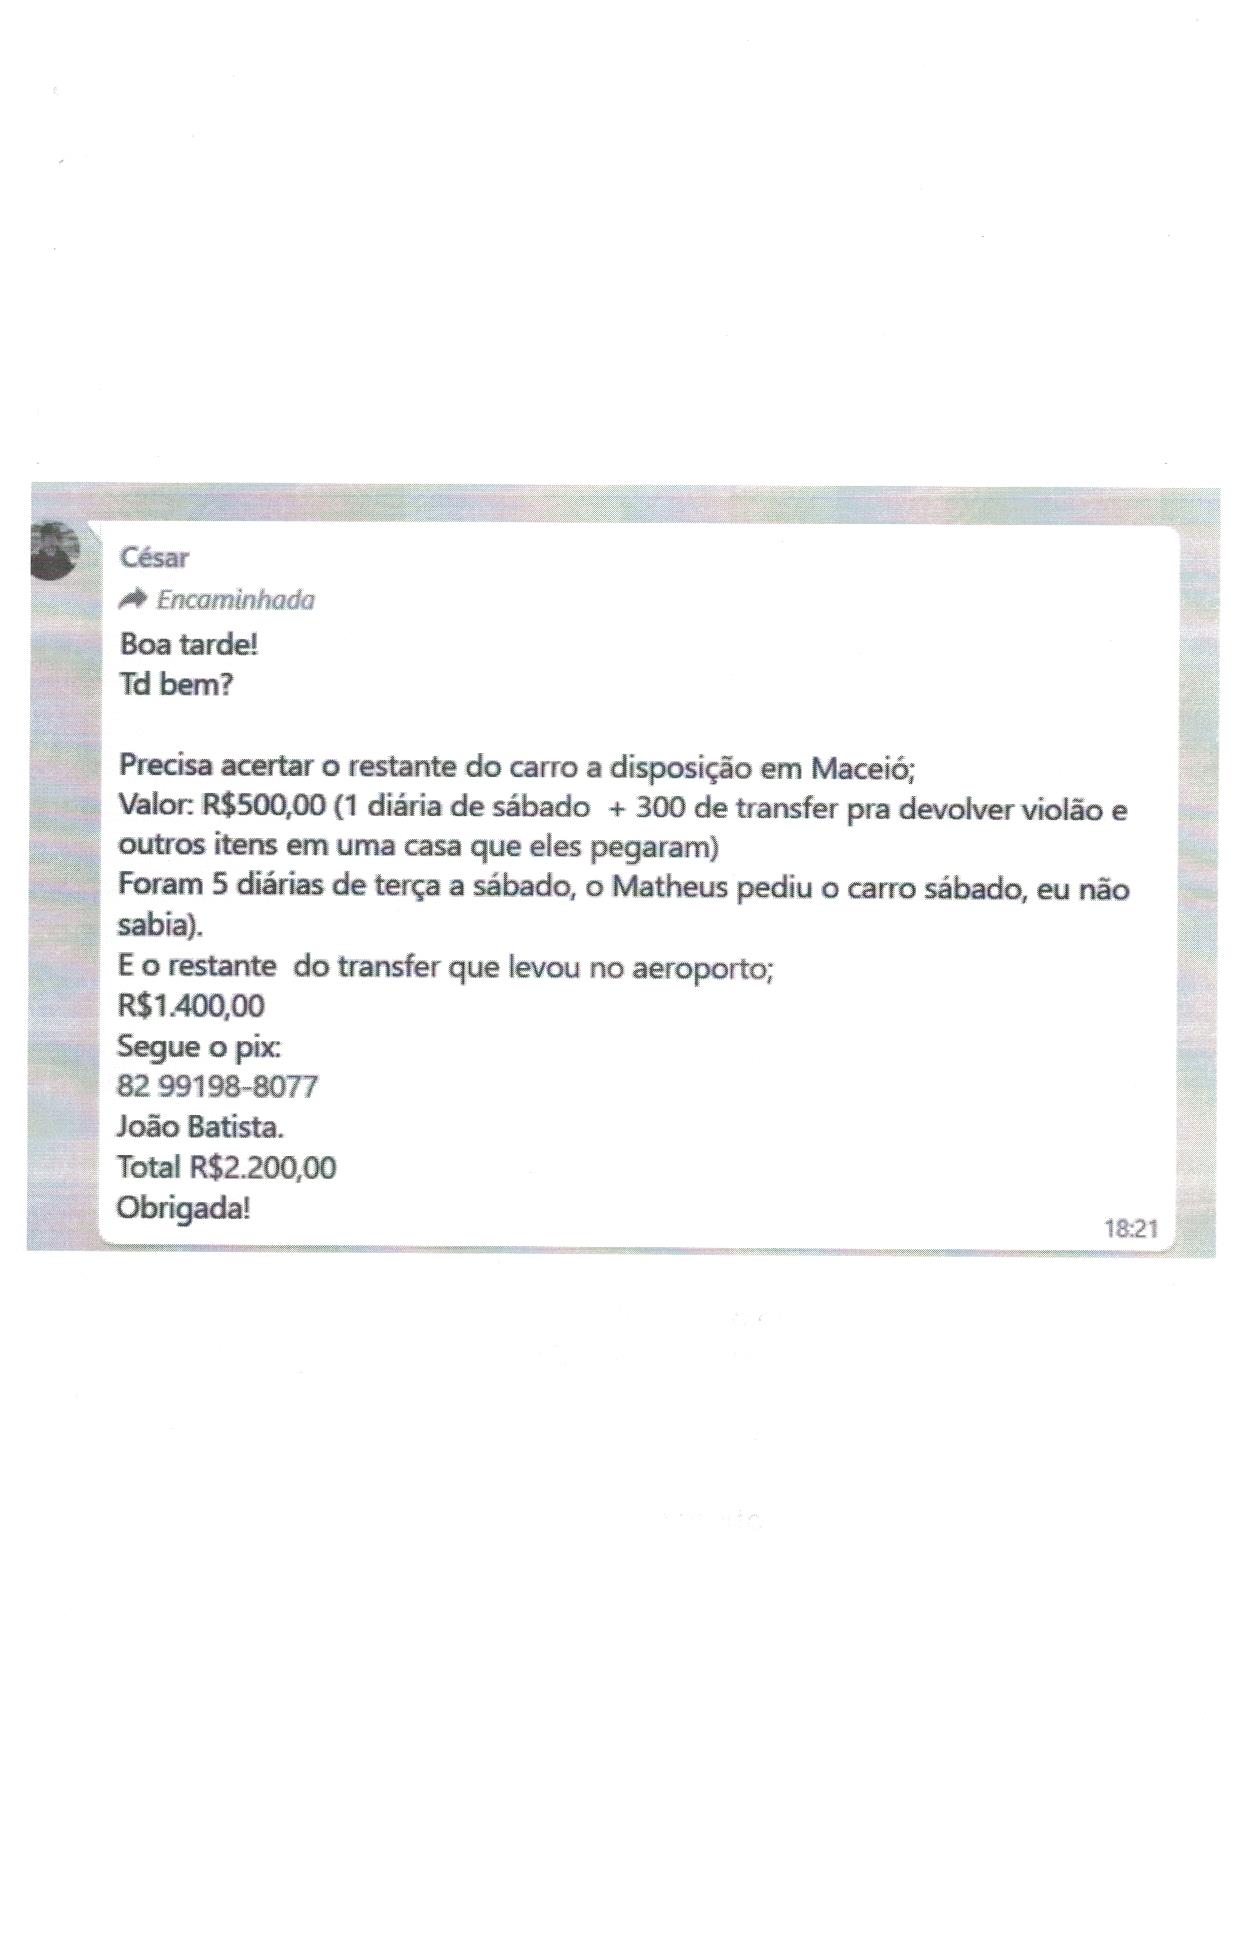 César
Encaminhada
Boa tarde!
Td bem?
Precisa acertar o restante do carro a disposição em Maceió;
Valor: R$500,00 (1 diária de sábado + 300 de transfer pra devolver violão e
outros itens em uma casa que eles pegaram)
Foram 5 diárias de terça a sábado, o Matheus pediu o carro sábado, eu não
sabia).
E o restante do transfer que levou no aeroporto;
R$1.400,00
Segue o pix:
82 99198-8077
João Batista.
Total R$2.200,00
Obrigada!
18:21